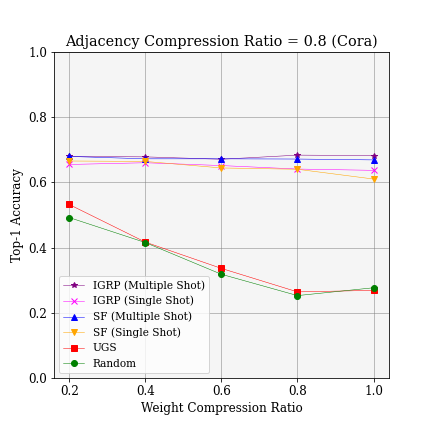 Adjacency Compression Ratio = 0.8 (Cora)
1.0
0.8
0.6
0.4
0.2
0.0
Top-1 Accuracy
IGRP (Multiple Shot)
IGRP (Single Shot)
SF (Multiple Shot)
SF (Single Shot)
UGS
Random
0.2 0.4 0.6 0.8 1.0
Weight Compression Ratio